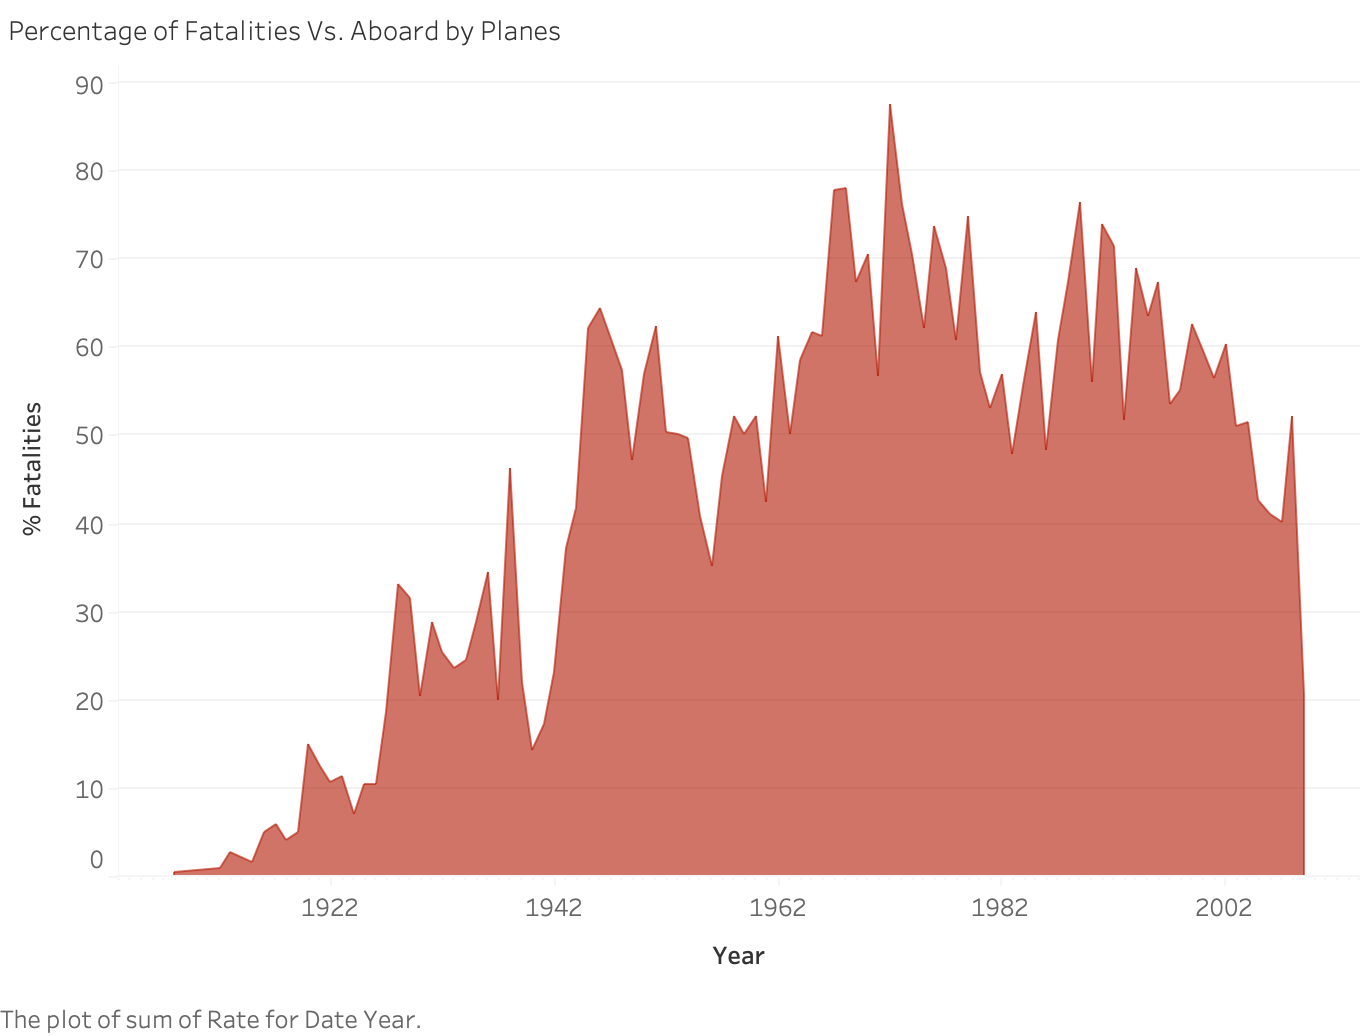 Percentage of Fatalities Vs. Aboard by Planes
90
80
70
60
50
40
30
20
10
0
% Fatalities
1922 1942 1962 1982 2002
Year
The plot of sum of Rate for Date Year.